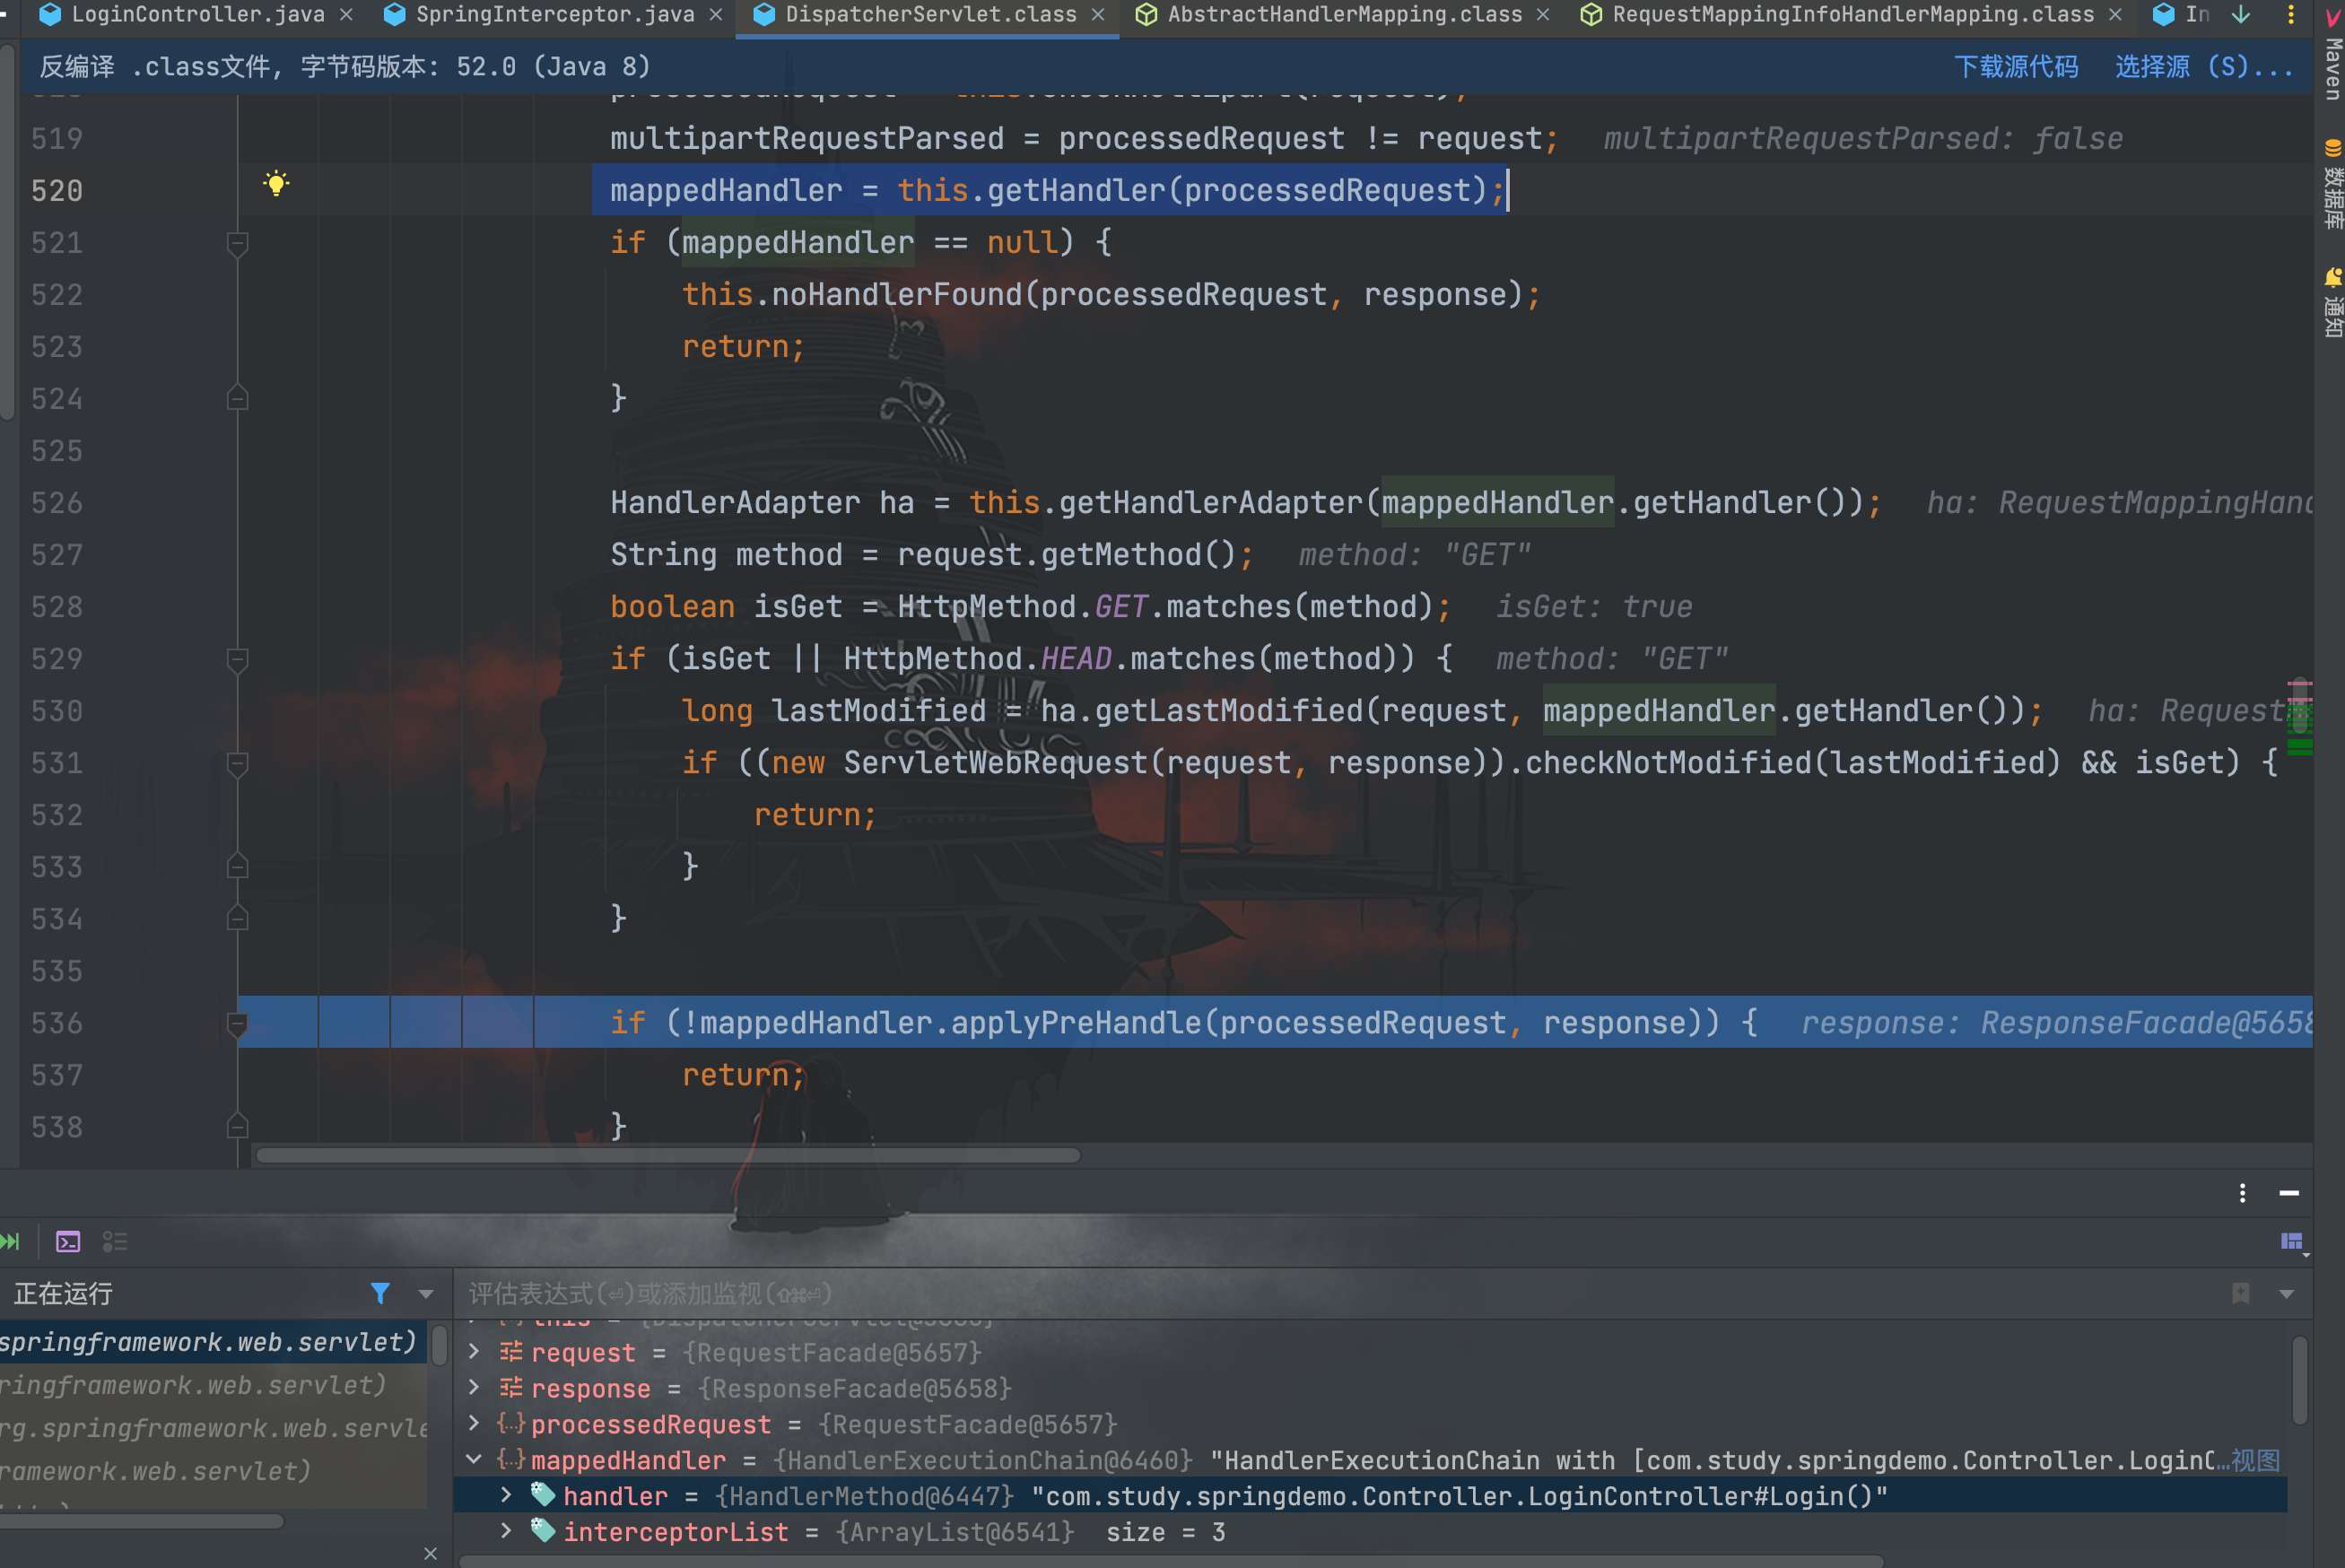 LoginController.java × SpringInterceptor.java × DispatcherServlet.class × AbstractHandlerMapping.class × RequestMappingInfoHandlerMapping.class × In
反编译 .class文件, 字节码版本: 52.0 (Java 8) 下载源代码 选择源 (S)...
519 multipartRequestParsed = processedRequest != request; multipartRequestParsed: false
520 mappedHandler = this.getHandler(processedRequest);
521 if (mappedHandler == null) {
522 this.noHandlerFound(processedRequest, response);
523 return;
524 }
525
526 HandlerAdapter ha = this.getHandlerAdapter(mappedHandler.getHandler()); ha: RequestMappingHand
527 String method = request.getMethod(); method: "GET"
528 boolean isGet = HttpMethod.GET.matches(method); isGet: true
529 if (isGet || HttpMethod.HEAD.matches(method)) { method: "GET"
530 long lastModified = ha.getLastModified(request, mappedHandler.getHandler()); ha: Request
531 if ((new ServletWebRequest(request, response)).checkNotModified(lastModified) && isGet) {
532 return;
533 }
534 }
535
536 if (!mappedHandler.applyPreHandle(processedRequest, response)) { response: ResponseFacade@5658
537 return;
538 }
Maven
数据库
通知
正在运行
评估表达式(⏎)或添加监视(⇧⌘⏎)
springframework.web.servlet)
ringframework.web.servlet)
rg.springframework.web.servle
ramework.web.servlet)
request = {RequestFacade@5657}
response = {ResponseFacade@5658}
processedRequest = {RequestFacade@5657}
mappedHandler = {HandlerExecutionChain@6460} "HandlerExecutionChain with [com.study.springdemo.Controller.LoginC...视图
handler = {HandlerMethod@6447} "com.study.springdemo.Controller.LoginController#Login()"
interceptorList = {ArrayList@6541} size = 3